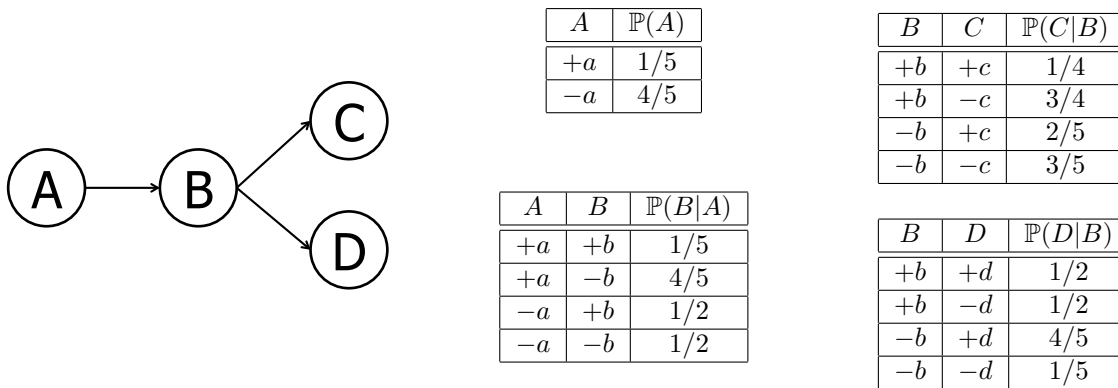 A
B
C
D
A ℙ(A)
+a 1/5
−a 4/5
A B ℙ(B|A)
+a +b 1/5
+a −b 4/5
−a +b 1/2
−a −b 1/2
B C ℙ(C|B)
+b +c 1/4
+b −c 3/4
−b +c 2/5
−b −c 3/5
B D ℙ(D|B)
+b +d 1/2
+b −d 1/2
−b +d 4/5
−b −d 1/5